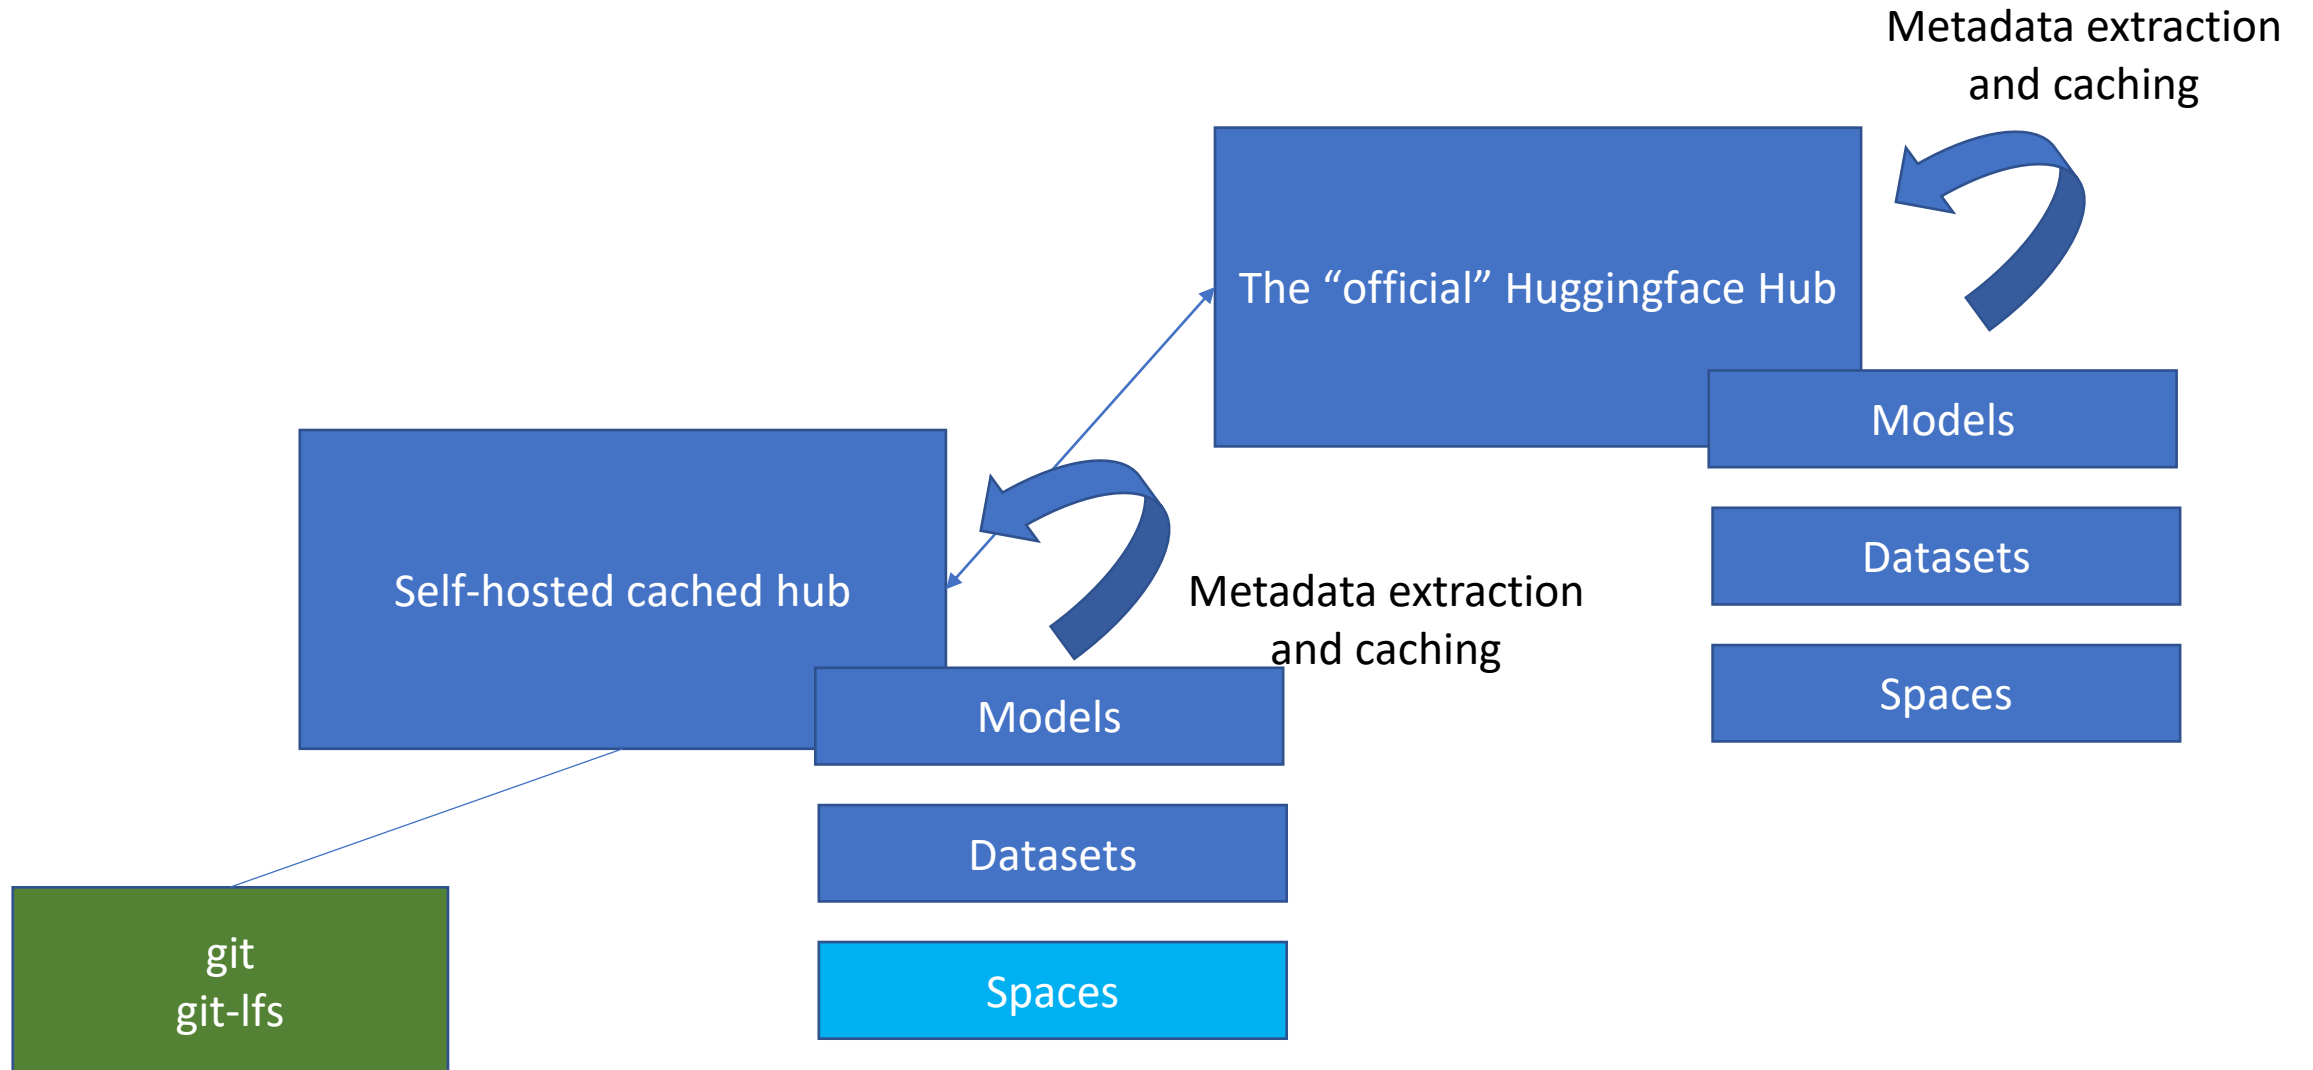 Metadata extraction
and caching
The “official” Huggingface Hub
Models
Datasets
Spaces
Self-hosted cached hub
Metadata extraction
and caching
Models
Datasets
Spaces
git
git-lfs